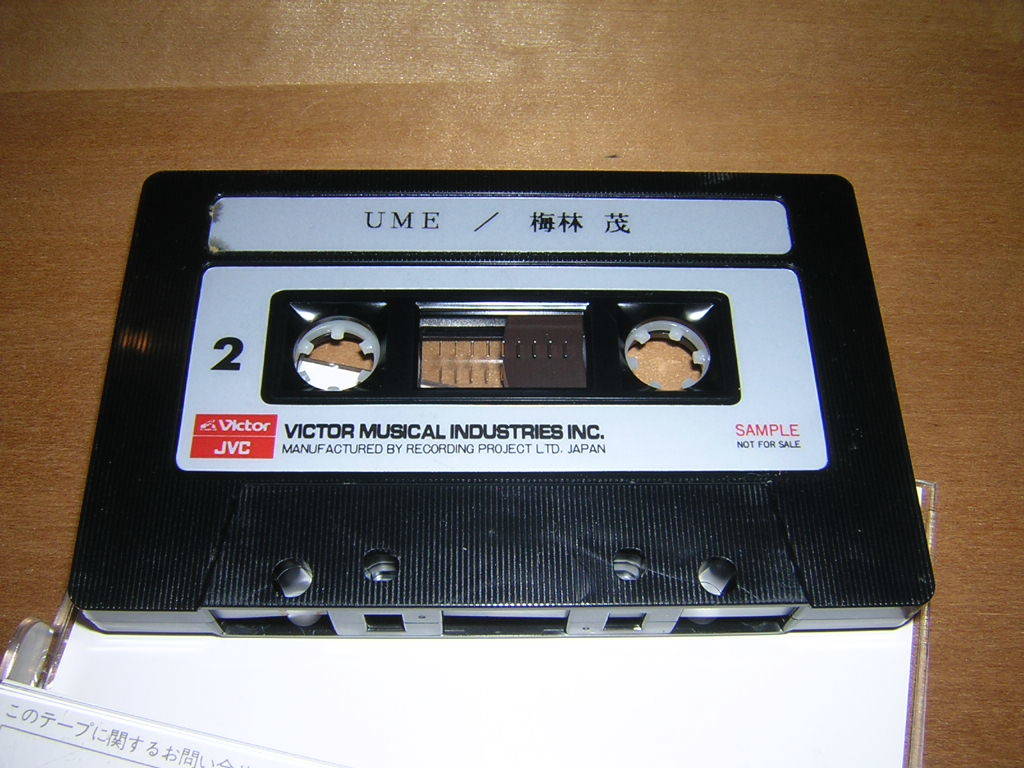 UME / 梅林 茂
2
Victor
JVC
VICTOR MUSICAL INDUSTRIES INC.
MANUFACTURED BY RECORDING PROJECT LTD. JAPAN
SAMPLE
NOT FOR SALE
このテープに関するお問い合